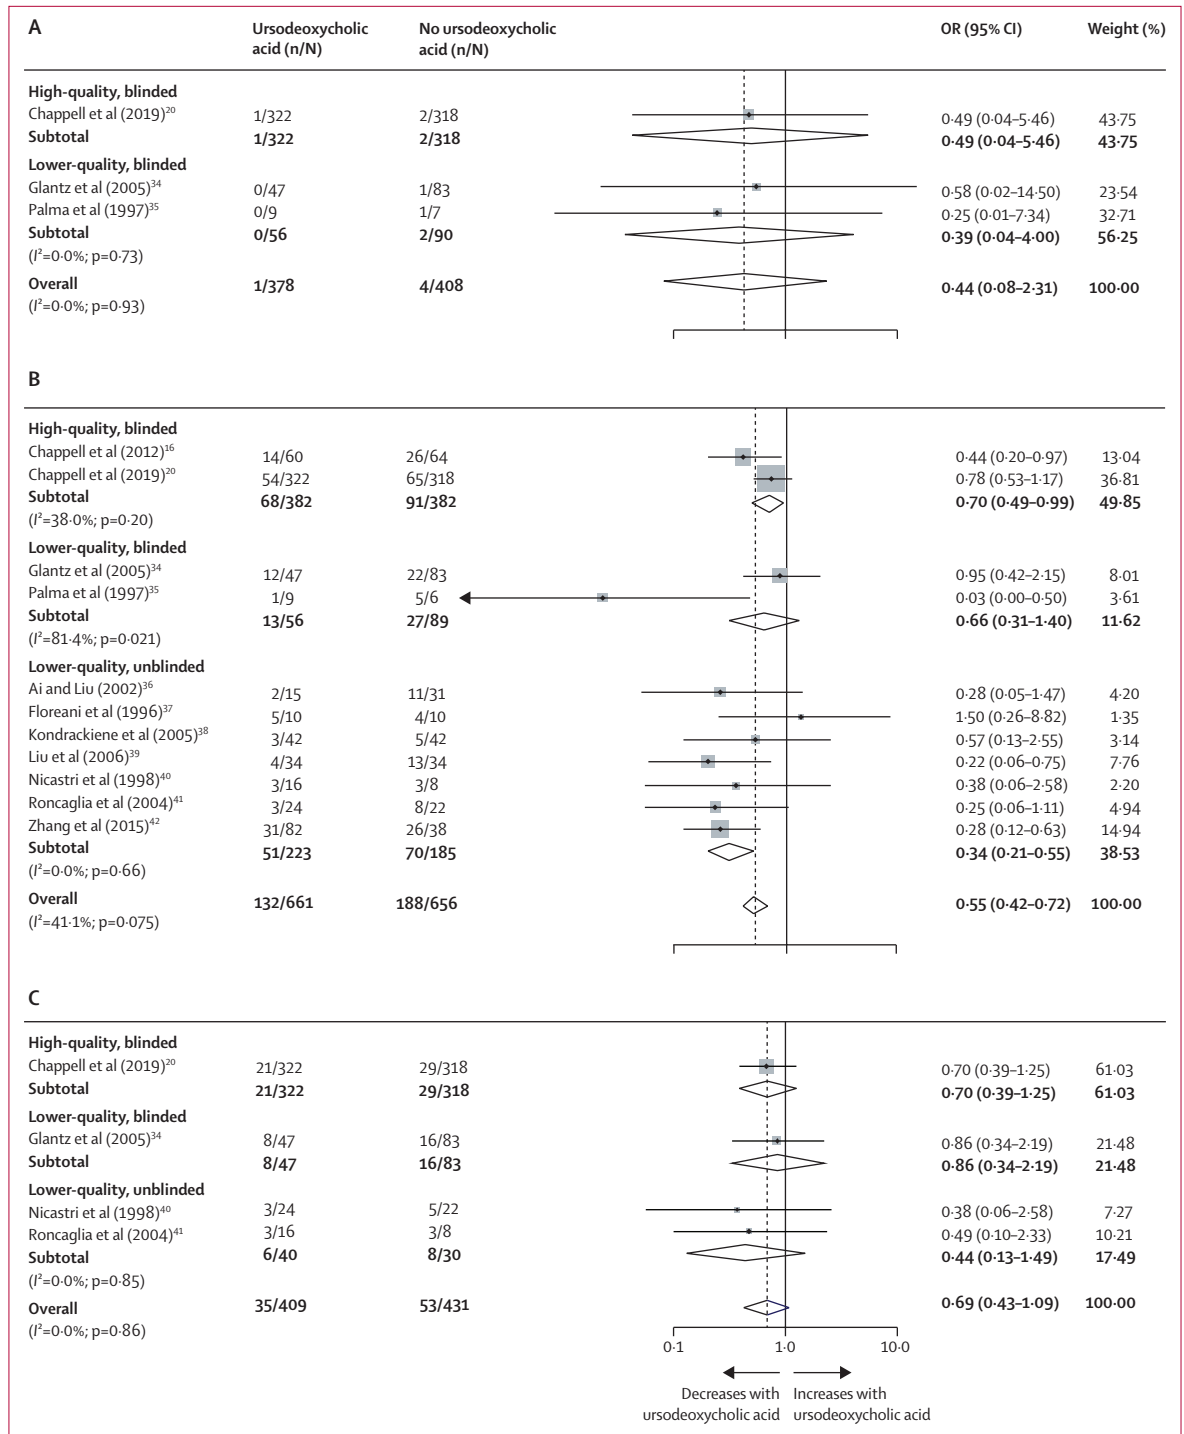 A Ursodeoxycholic acid (n/N) No ursodeoxycholic acid (n/N) OR (95% CI) Weight (%)
High-quality, blinded
Chappell et al (2019)²⁰ 1/322 2/318 0·49 (0·04–5·46) 43·75
Subtotal 1/322 2/318 0·49 (0·04–5·46) 43·75
Lower-quality, blinded
Glantz et al (2005)³⁴ 0/47 1/83 0·58 (0·02–14·50) 23·54
Palma et al (1997)³⁵ 0/9 1/7 0·25 (0·01–7·34) 32·71
Subtotal 0/56 2/90 0·39 (0·04–4·00) 56·25
(I²=0·0%; p=0·73)
Overall 1/378 4/408 0·44 (0·08–2·31) 100·00
(I²=0·0%; p=0·93)
B
High-quality, blinded
Chappell et al (2012)¹⁶ 14/60 26/64 0·44 (0·20–0·97) 13·04
Chappell et al (2019)²⁰ 54/322 65/318 0·78 (0·53–1·17) 36·81
Subtotal 68/382 91/382 0·70 (0·49–0·99) 49·85
(I²=38·0%; p=0·20)
Lower-quality, blinded
Glantz et al (2005)³⁴ 12/47 22/83 0·95 (0·42–2·15) 8·01
Palma et al (1997)³⁵ 1/9 5/6 0·03 (0·00–0·50) 3·61
Subtotal 13/56 27/89 0·66 (0·31–1·40) 11·62
(I²=81·4%; p=0·021)
Lower-quality, unblinded
Ai and Liu (2002)³⁶ 2/15 11/31 0·28 (0·05–1·47) 4·20
Floreani et al (1996)³⁷ 5/10 4/10 1·50 (0·26–8·82) 1·35
Kondrackiene et al (2005)³⁸ 3/42 5/42 0·57 (0·13–2·55) 3·14
Liu et al (2006)³⁹ 4/34 13/34 0·22 (0·06–0·75) 7·76
Nicastri et al (1998)⁴⁰ 3/16 3/8 0·38 (0·06–2·58) 2·20
Roncaglia et al (2004)⁴¹ 3/24 8/22 0·25 (0·06–1·11) 4·94
Zhang et al (2015)⁴² 31/82 26/38 0·28 (0·12–0·63) 14·94
Subtotal 51/223 70/185 0·34 (0·21–0·55) 38·53
(I²=0·0%; p=0·66)
Overall 132/661 188/656 0·55 (0·42–0·72) 100·00
(I²=41·1%; p=0·075)
C
High-quality, blinded
Chappell et al (2019)²⁰ 21/322 29/318 0·70 (0·39–1·25) 61·03
Subtotal 21/322 29/318 0·70 (0·39–1·25) 61·03
Lower-quality, blinded
Glantz et al (2005)³⁴ 8/47 16/83 0·86 (0·34–2·19) 21·48
Subtotal 8/47 16/83 0·86 (0·34–2·19) 21·48
Lower-quality, unblinded
Nicastri et al (1998)⁴⁰ 3/24 5/22 0·38 (0·06–2·58) 7·27
Roncaglia et al (2004)⁴¹ 3/16 3/8 0·49 (0·10–2·33) 10·21
Subtotal 6/40 8/30 0·44 (0·13–1·49) 17·49
(I²=0·0%; p=0·85)
Overall 35/409 53/431 0·69 (0·43–1·09) 100·00
(I²=0·0%; p=0·86)
0·1 1·0 10·0
Decreases with Increases with
ursodeoxycholic acid ursodeoxycholic acid